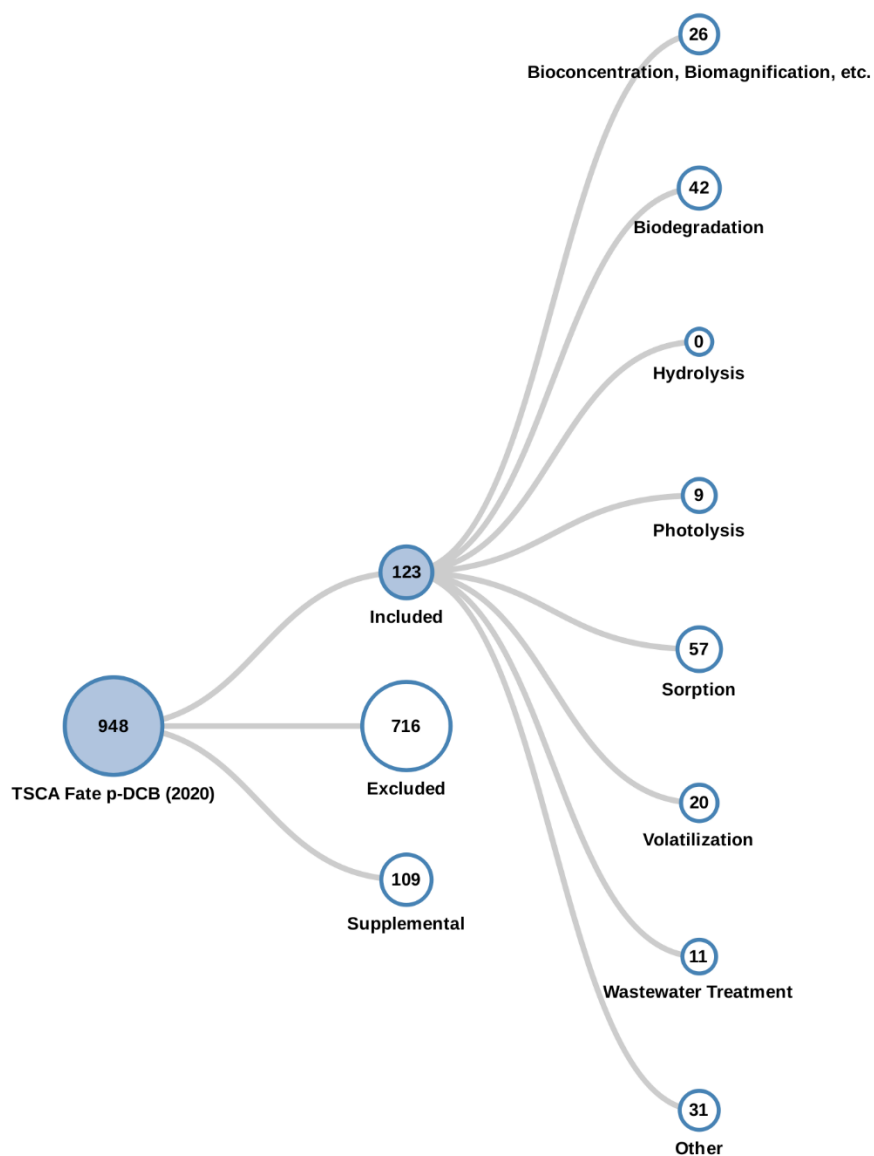 26
Bioconcentration, Biomagnification, etc.
42
Biodegradation
0
Hydrolysis
9
Photolysis
123
Included
57
Sorption
948
TSCA Fate p-DCB (2020)
716
Excluded
20
Volatilization
109
Supplemental
11
Wastewater Treatment
31
Other